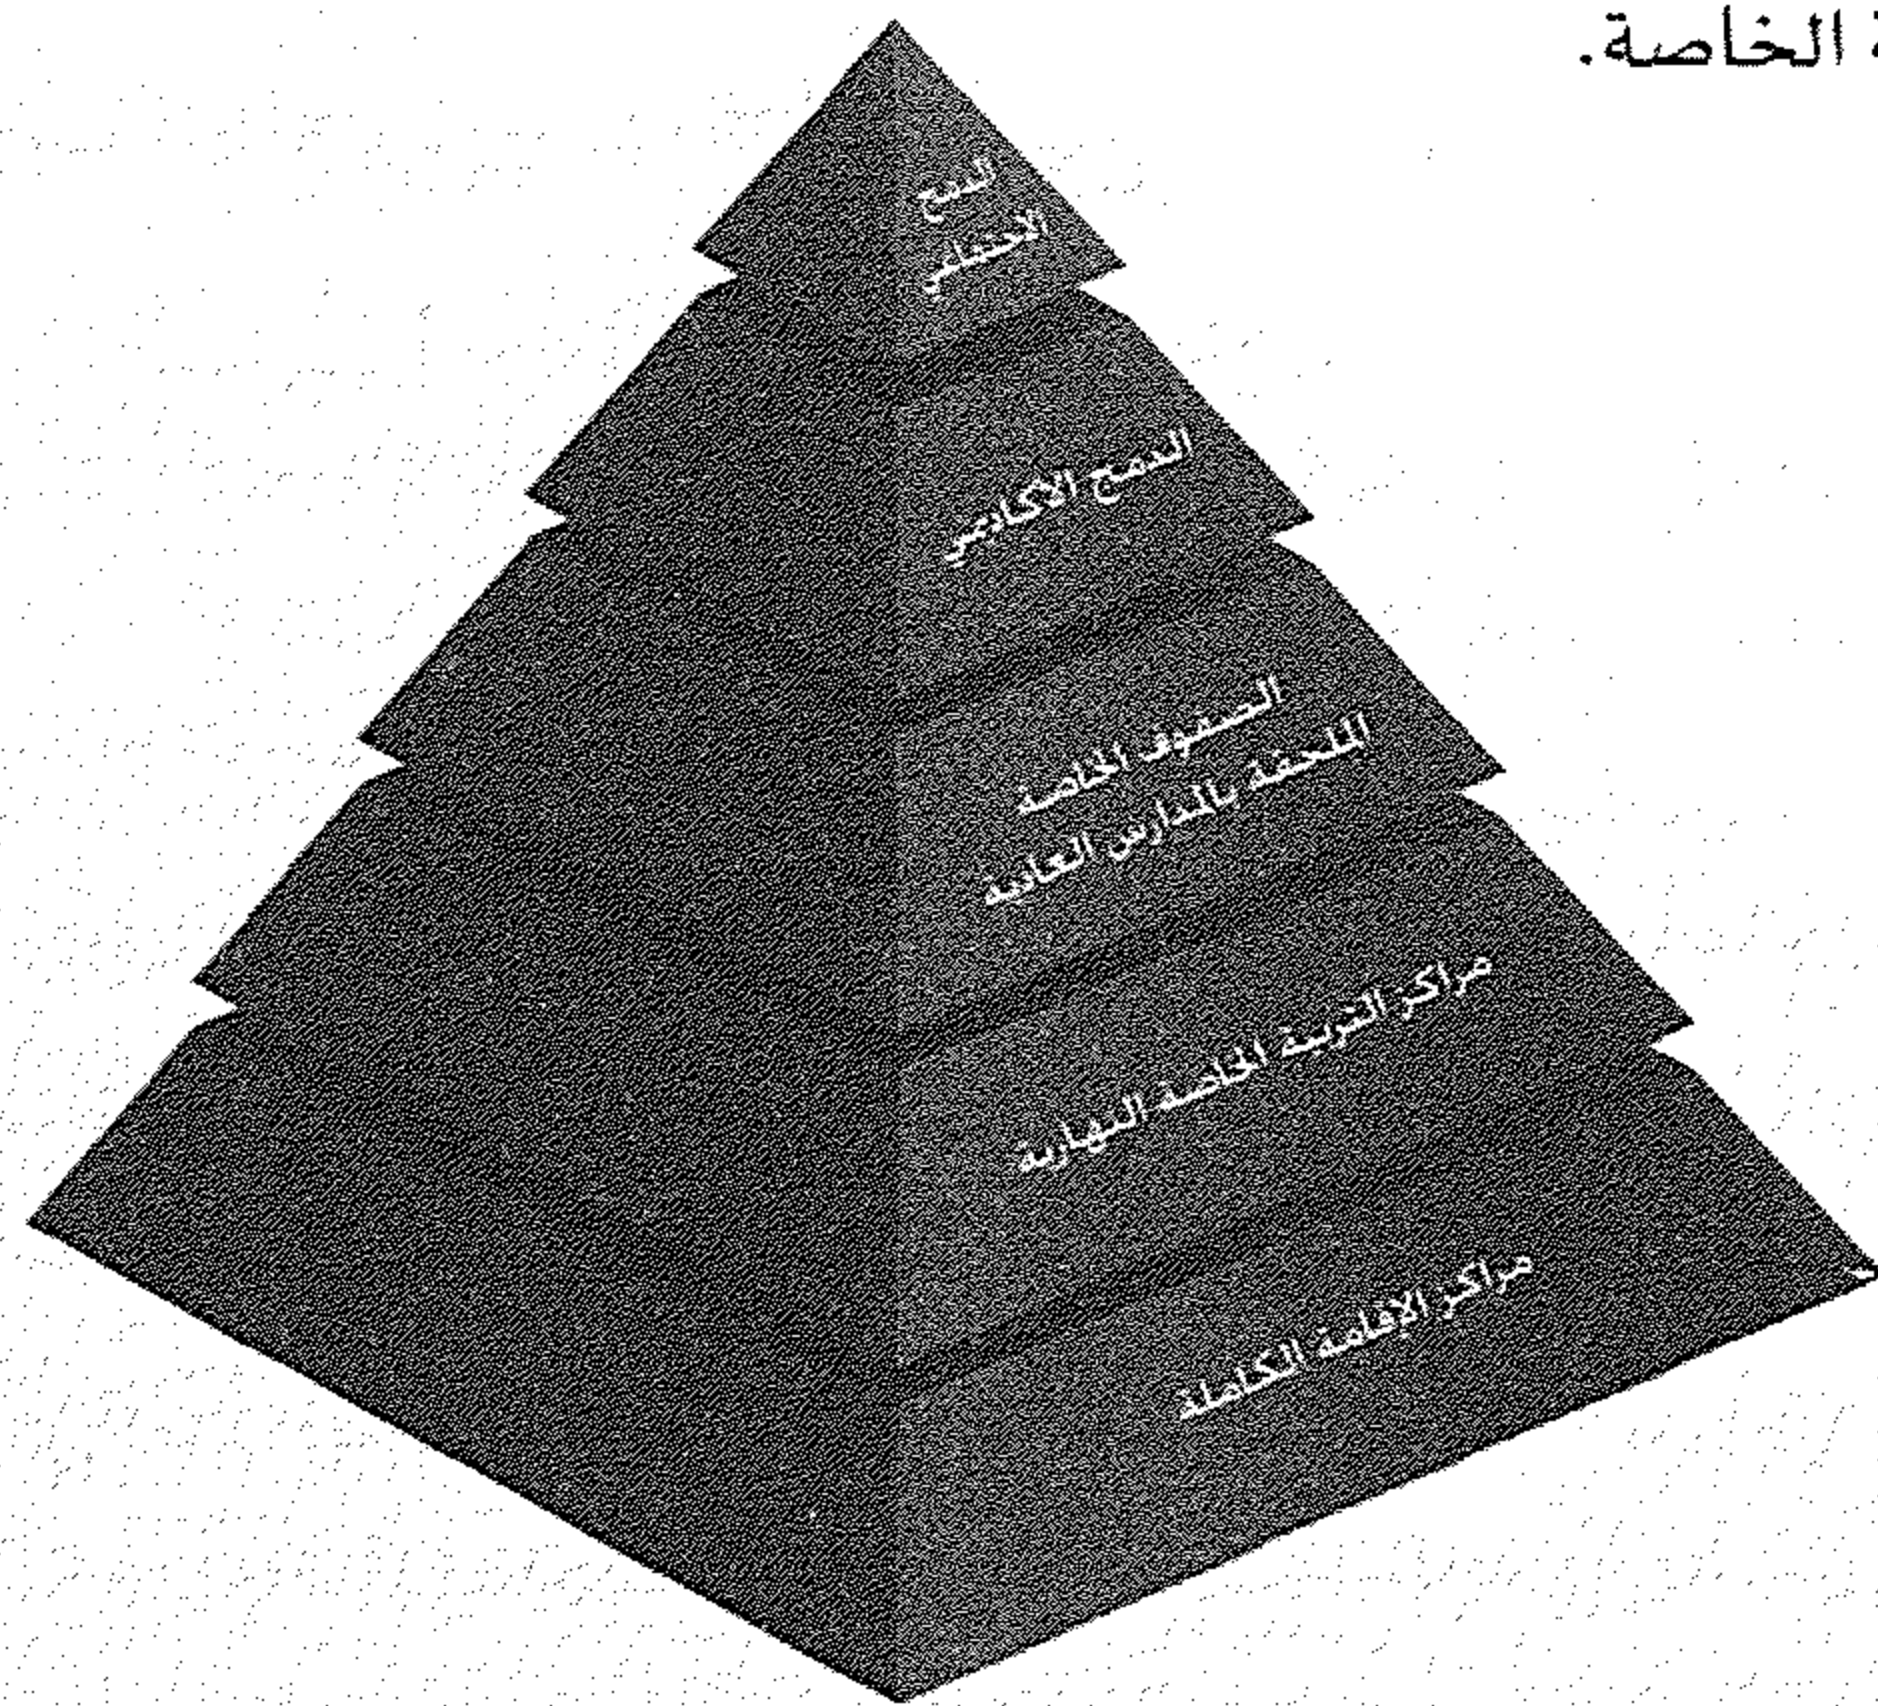 الخاصة.
الدمج
الاجتماعي
الدمج الأكاديمي
الصفوف الخاصة
الملحقة بالمدارس العادية
مراكز التربية الخاصة النهارية
مراكز الإقامة الكاملة